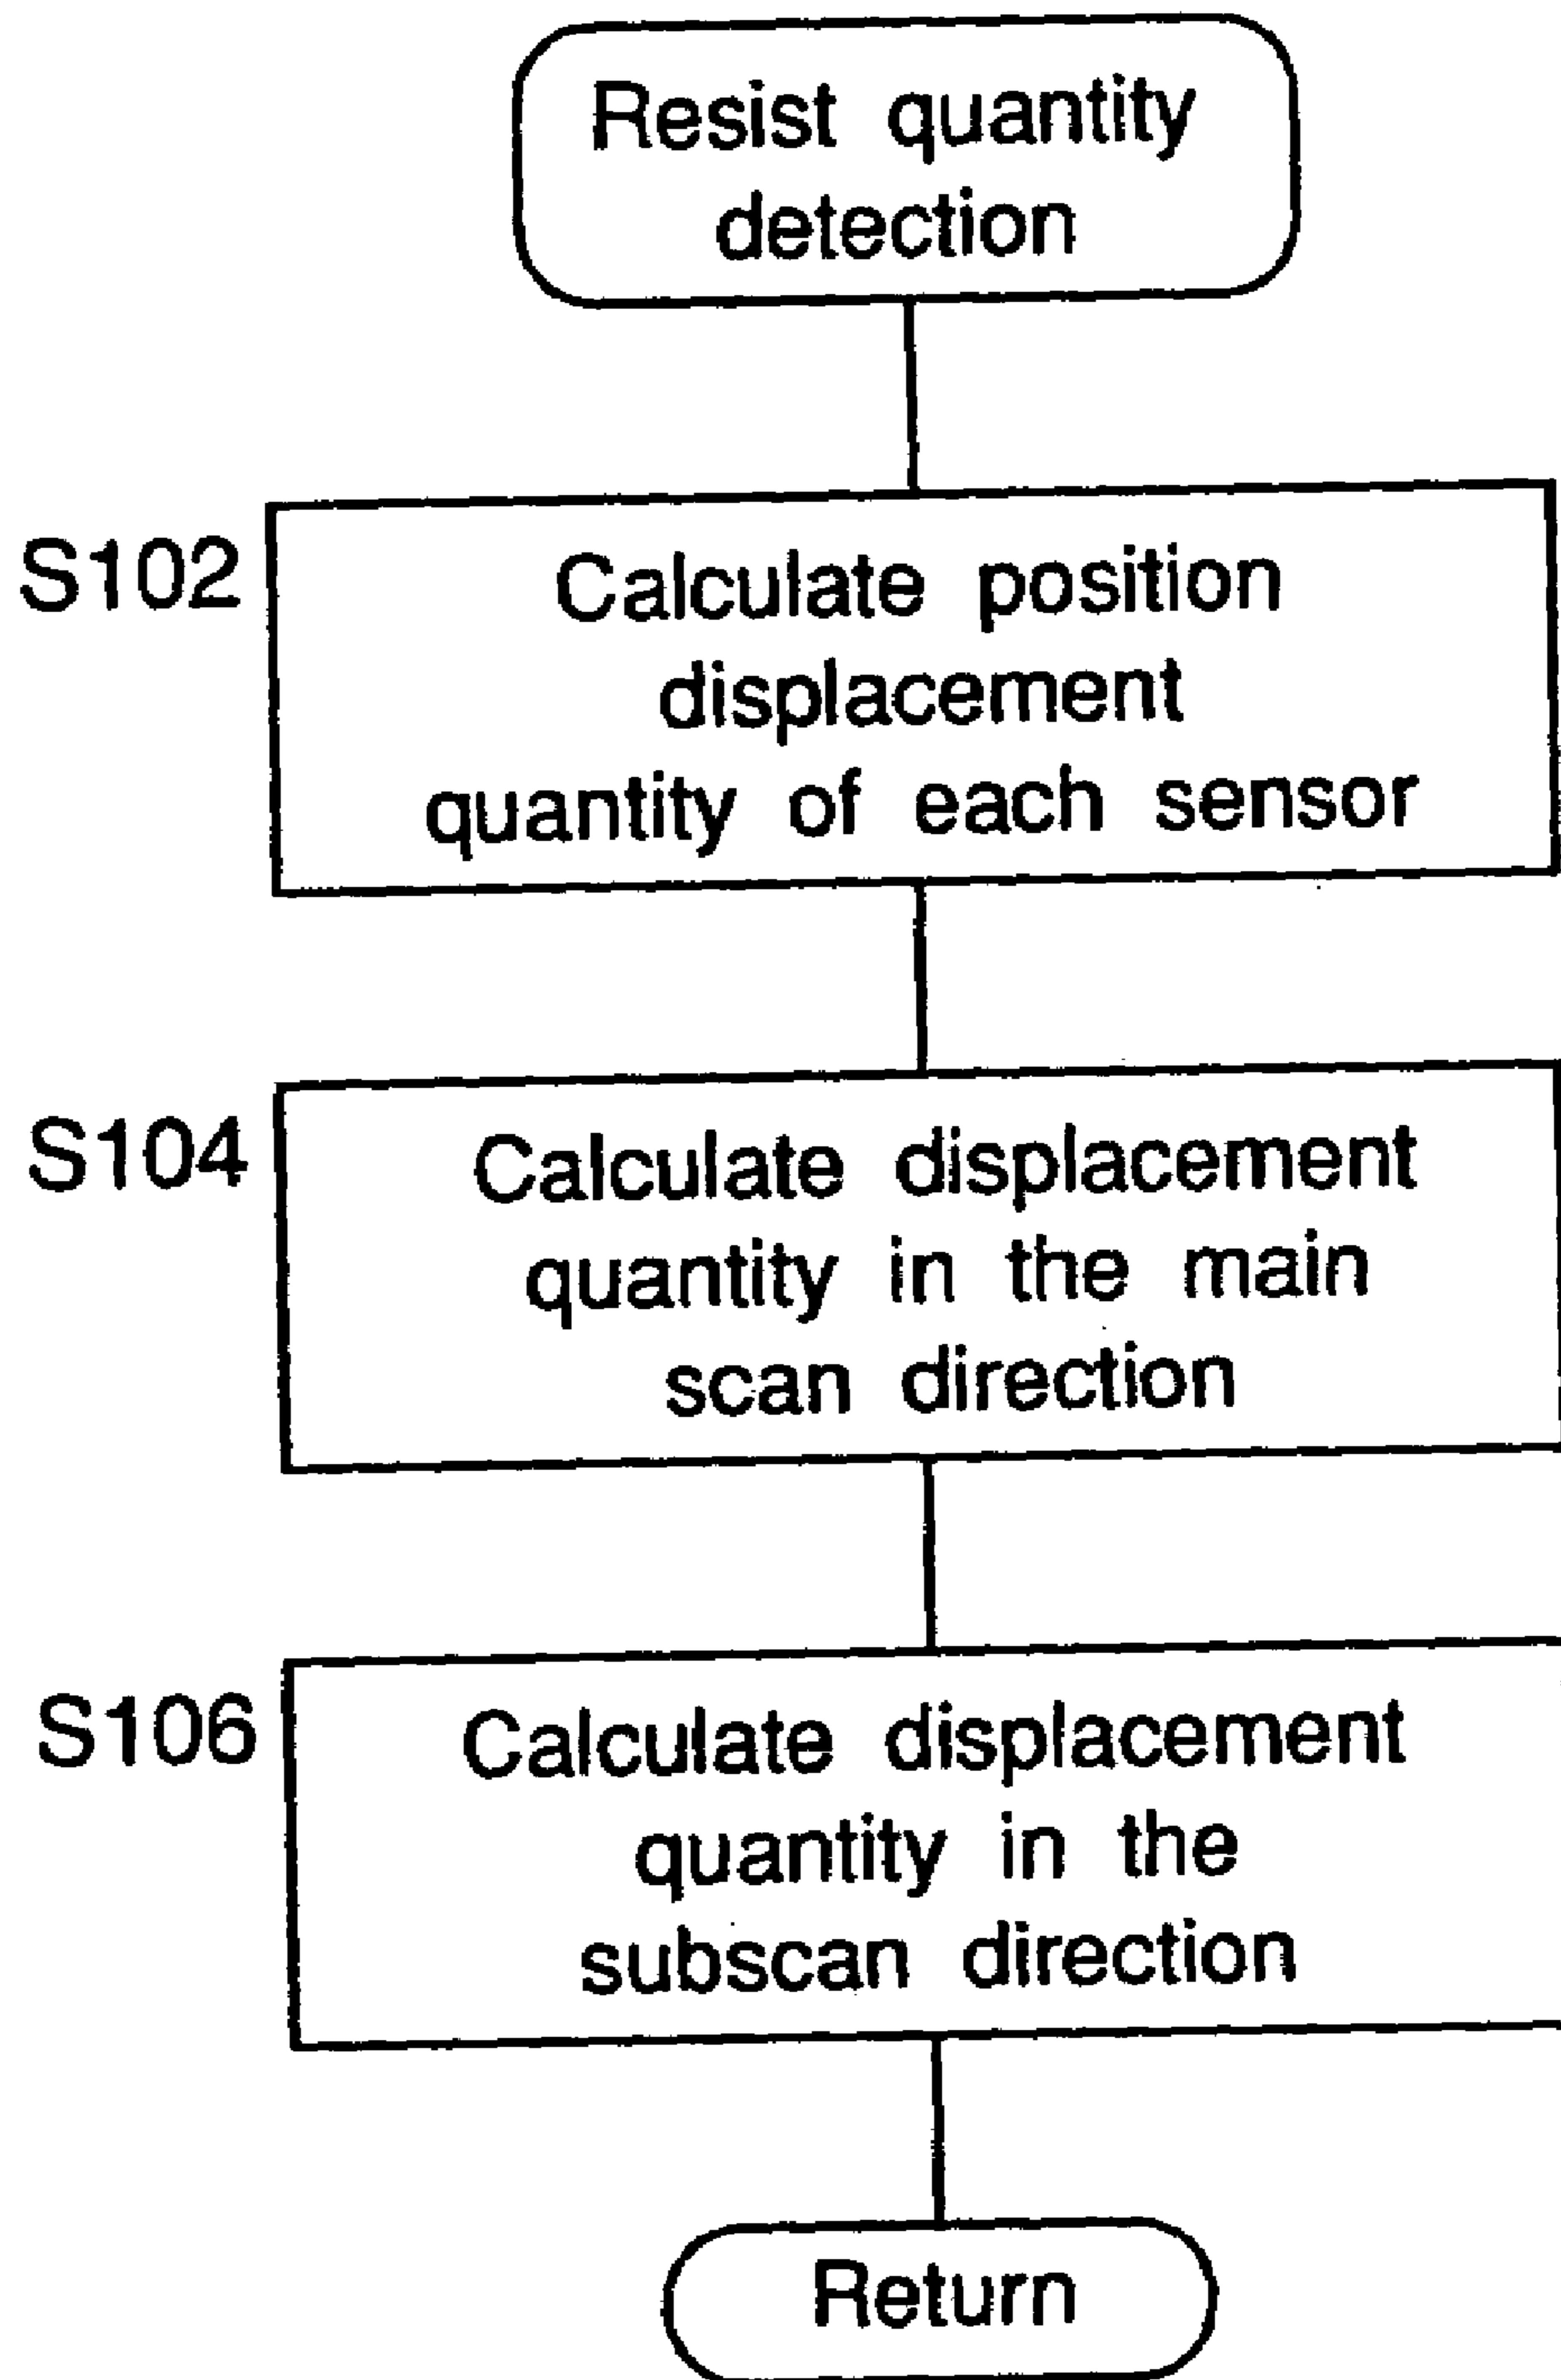 Resist quantity
detection
S102
Calculate position
displacement
quantity of each sensor
S104
Calculate displacement
quantity in the main
scan direction
S106
Calculate displacement
quantity in the
subscan direction
Return